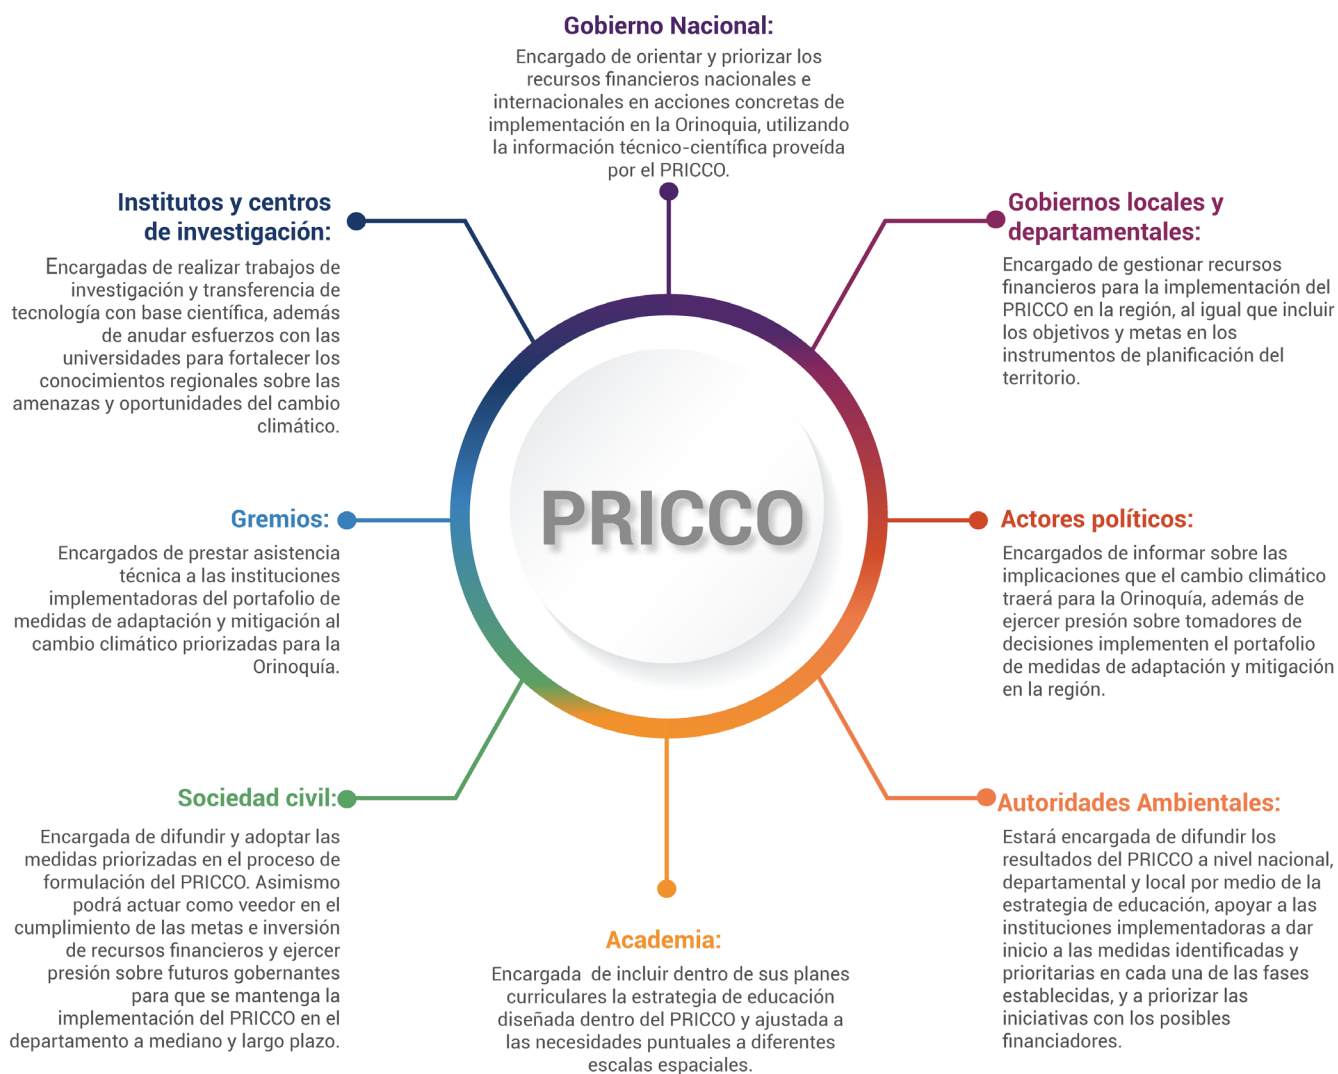 Gobierno Nacional:
Encargado de orientar y priorizar los
recursos financieros nacionales e
internacionales en acciones concretas de
implementación en la Orinoquia, utilizando
la información técnico-científica proveída
por el PRICCO.
Institutos y centros
de investigación:
Encargadas de realizar trabajos de
investigación y transferencia de
tecnología con base científica, además
de anudar esfuerzos con las
universidades para fortalecer los
conocimientos regionales sobre las
amenazas y oportunidades del cambio
climático.
Gobiernos locales y
departamentales:
Encargado de gestionar recursos
financieros para la implementación del
PRICCO en la región, al igual que incluir
los objetivos y metas en los
instrumentos de planificación del
territorio.
PRICCO
Gremios:
Encargados de prestar asistencia
técnica a las instituciones
implementadoras del portafolio de
medidas de adaptación y mitigación al
cambio climático priorizadas para la
Orinoquía.
Actores políticos:
Encargados de informar sobre las
implicaciones que el cambio climático
traerá para la Orinoquía, además de
ejercer presión sobre tomadores de
decisiones implementen el portafolio
de medidas de adaptación y mitigación
en la región.
Sociedad civil:
Encargada de difundir y adoptar las
medidas priorizadas en el proceso de
formulación del PRICCO. Asimismo
podrá actuar como veedor en el
cumplimiento de las metas e inversión
de recursos financieros y ejercer
presión sobre futuros gobernantes
para que se mantenga la
implementación del PRICCO en el
departamento a mediano y largo plazo.
Academia:
Encargada de incluir dentro de sus planes
curriculares la estrategia de educación
diseñada dentro del PRICCO y ajustada a
las necesidades puntuales a diferentes
escalas espaciales.
Autoridades Ambientales:
Estará encargada de difundir los
resultados del PRICCO a nivel nacional,
departamental y local por medio de la
estrategia de educación, apoyar a las
instituciones implementadoras a dar
inicio a las medidas identificadas y
prioritarias en cada una de las fases
establecidas, y a priorizar las
iniciativas con los posibles
financiadores.